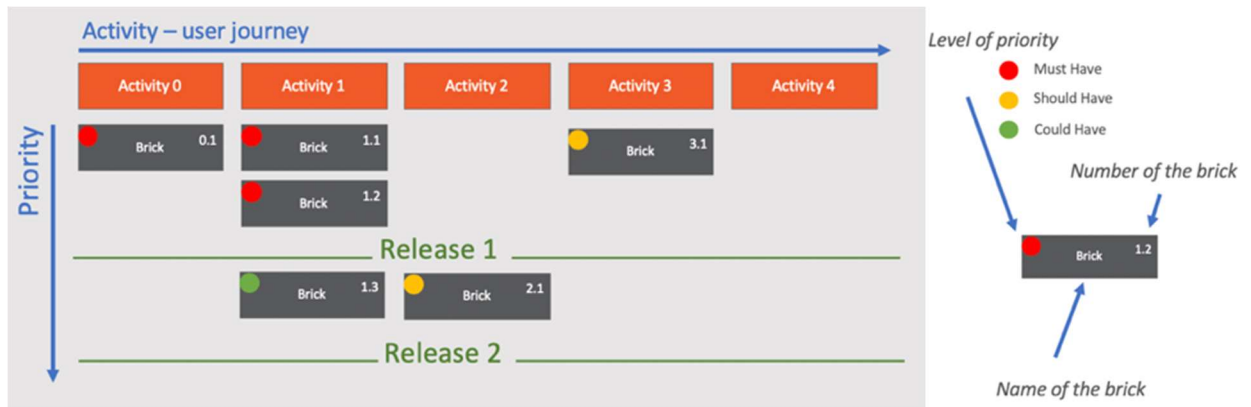 Activity – user journey
Activity 0
Activity 1
Activity 2
Activity 3
Activity 4
Priority
Brick 0.1
Brick 1.1
Brick 3.1
Brick 1.2
Release 1
Brick 1.3
Brick 2.1
Release 2
Level of priority
Must Have
Should Have
Could Have
Number of the brick
Brick 1.2
Name of the brick